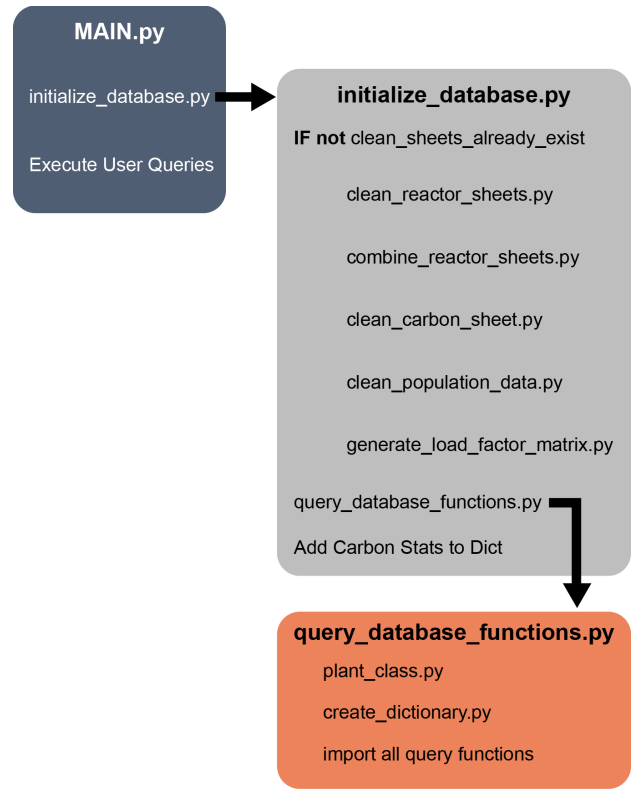 MAIN.py
initialize_database.py
Execute User Queries
initialize_database.py
IF not clean_sheets_already_exist
clean_reactor_sheets.py
combine_reactor_sheets.py
clean_carbon_sheet.py
clean_population_data.py
generate_load_factor_matrix.py
query_database_functions.py
Add Carbon Stats to Dict
query_database_functions.py
plant_class.py
create_dictionary.py
import all query functions